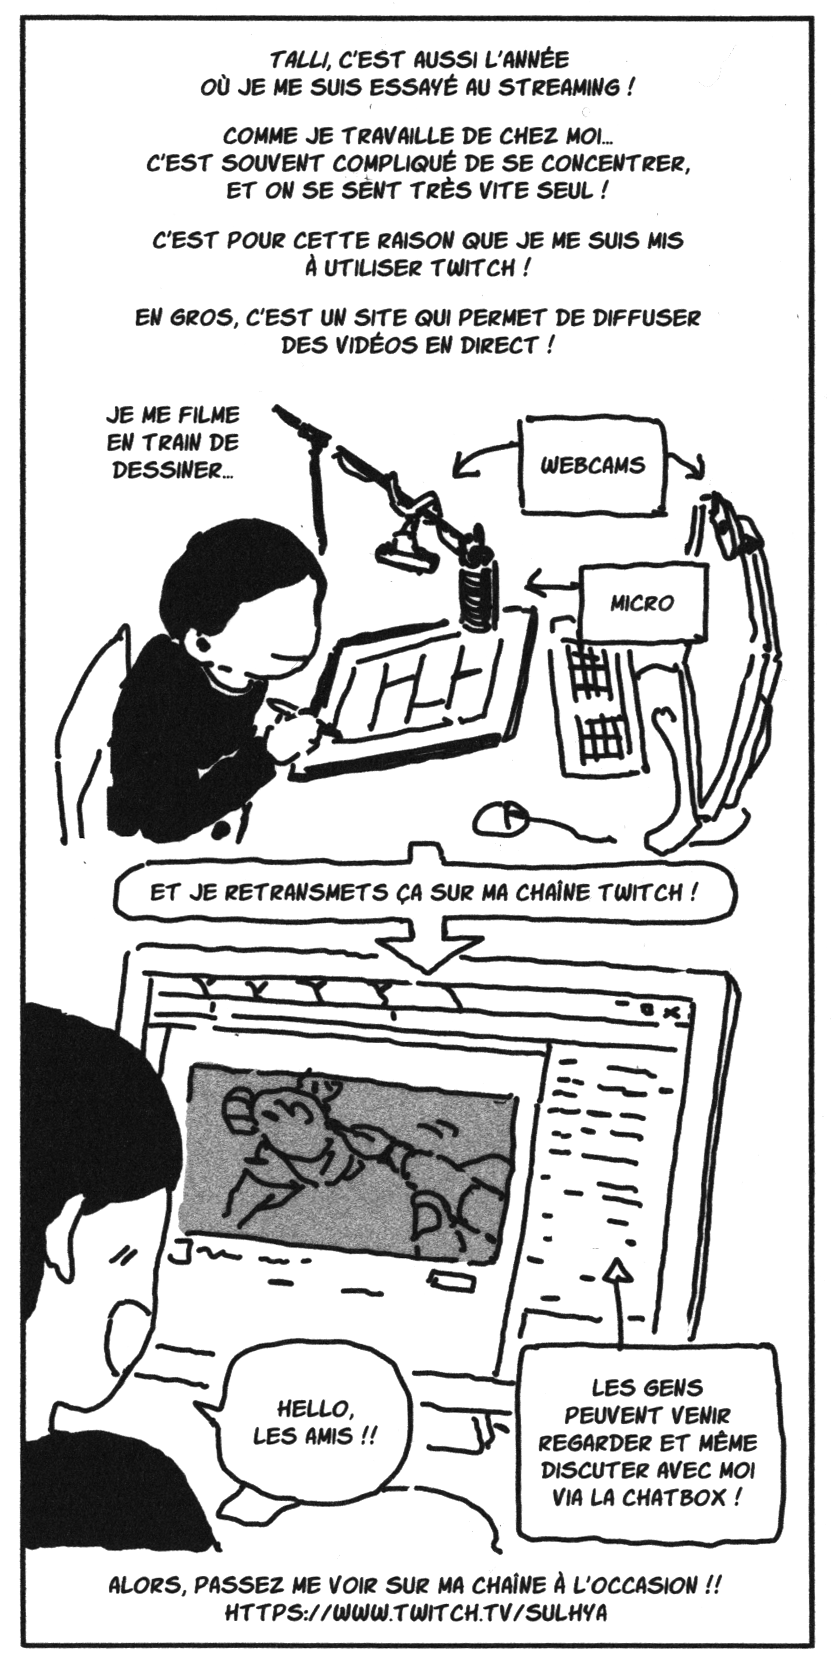 TALLI, C'EST AUSSI L'ANNÉE
OÙ JE ME SUIS ESSAYÉ AU STREAMING !
COMME JE TRAVAILLE DE CHEZ MOI...
C'EST SOUVENT COMPLIQUÉ DE SE CONCENTRER,
ET ON SE SENT TRÈS VITE SEUL !
C'EST POUR CETTE RAISON QUE JE ME SUIS MIS
À UTILISER TWITCH !
EN GROS, C'EST UN SITE QUI PERMET DE DIFFUSER
DES VIDÉOS EN DIRECT !
JE ME FILME
EN TRAIN DE
DESSINER...
WEBCAMS
MICRO
ET JE RETRANSMETS ÇA SUR MA CHAÎNE TWITCH !
HELLO,
LES AMIS !!
LES GENS
PEUVENT VENIR
REGARDER ET MÊME
DISCUTER AVEC MOI
VIA LA CHATBOX !
ALORS, PASSEZ ME VOIR SUR MA CHAÎNE À L'OCCASION !!
HTTPS://WWW.TWITCH.TV/SULHYA